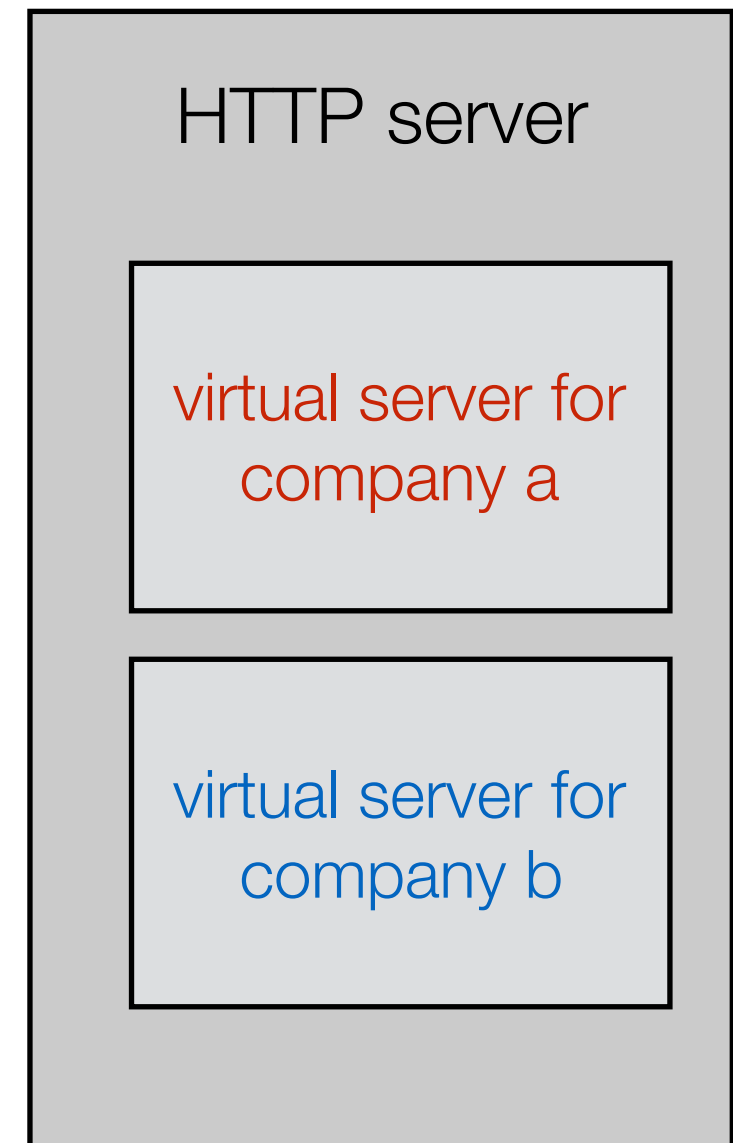 HTTP server
virtual server for
company a
virtual server for
company b